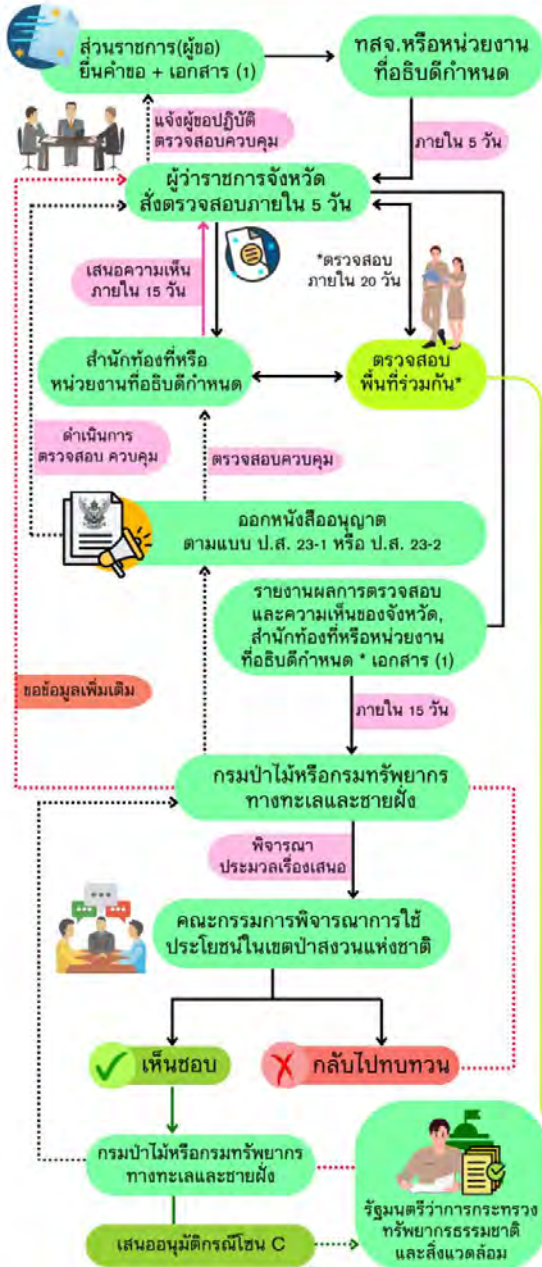 ส่วนราชการ(ผู้ขอ)
ยื่นคำขอ + เอกสาร (1)
ทสจ.หรือหน่วยงาน
ที่อธิบดีกำหนด
แจ้งผู้ขอปฏิบัติ
ตรวจสอบควบคุม
ภายใน 5 วัน
ผู้ว่าราชการจังหวัด
สั่งตรวจสอบภายใน 5 วัน
เสนอความเห็น
ภายใน 15 วัน
*ตรวจสอบ
ภายใน 20 วัน
สำนักท้องที่หรือ
หน่วยงานที่อธิบดีกำหนด
ตรวจสอบ
พื้นที่ร่วมกัน*
ดำเนินการ
ตรวจสอบ ควบคุม
ตรวจสอบควบคุม
ออกหนังสืออนุญาต
ตามแบบ ป.ส. 23-1 หรือ ป.ส. 23-2
รายงานผลการตรวจสอบ
และความเห็นของจังหวัด,
สำนักท้องที่หรือหน่วยงาน
ที่อธิบดีกำหนด * เอกสาร (1)
ขอข้อมูลเพิ่มเติม
ภายใน 15 วัน
กรมป่าไม้หรือกรมทรัพยากร
ทางทะเลและชายฝั่ง
พิจารณา
ประมวลเรื่องเสนอ
คณะกรรมการพิจารณาการใช้
ประโยชน์ในเขตป่าสงวนแห่งชาติ
เห็นชอบ
กลับไปทบทวน
กรมป่าไม้หรือกรมทรัพยากร
ทางทะเลและชายฝั่ง
รัฐมนตรีว่าการกระทรวง
ทรัพยากรธรรมชาติ
และสิ่งแวดล้อม
เสนออนุมัติกรณีโซน C